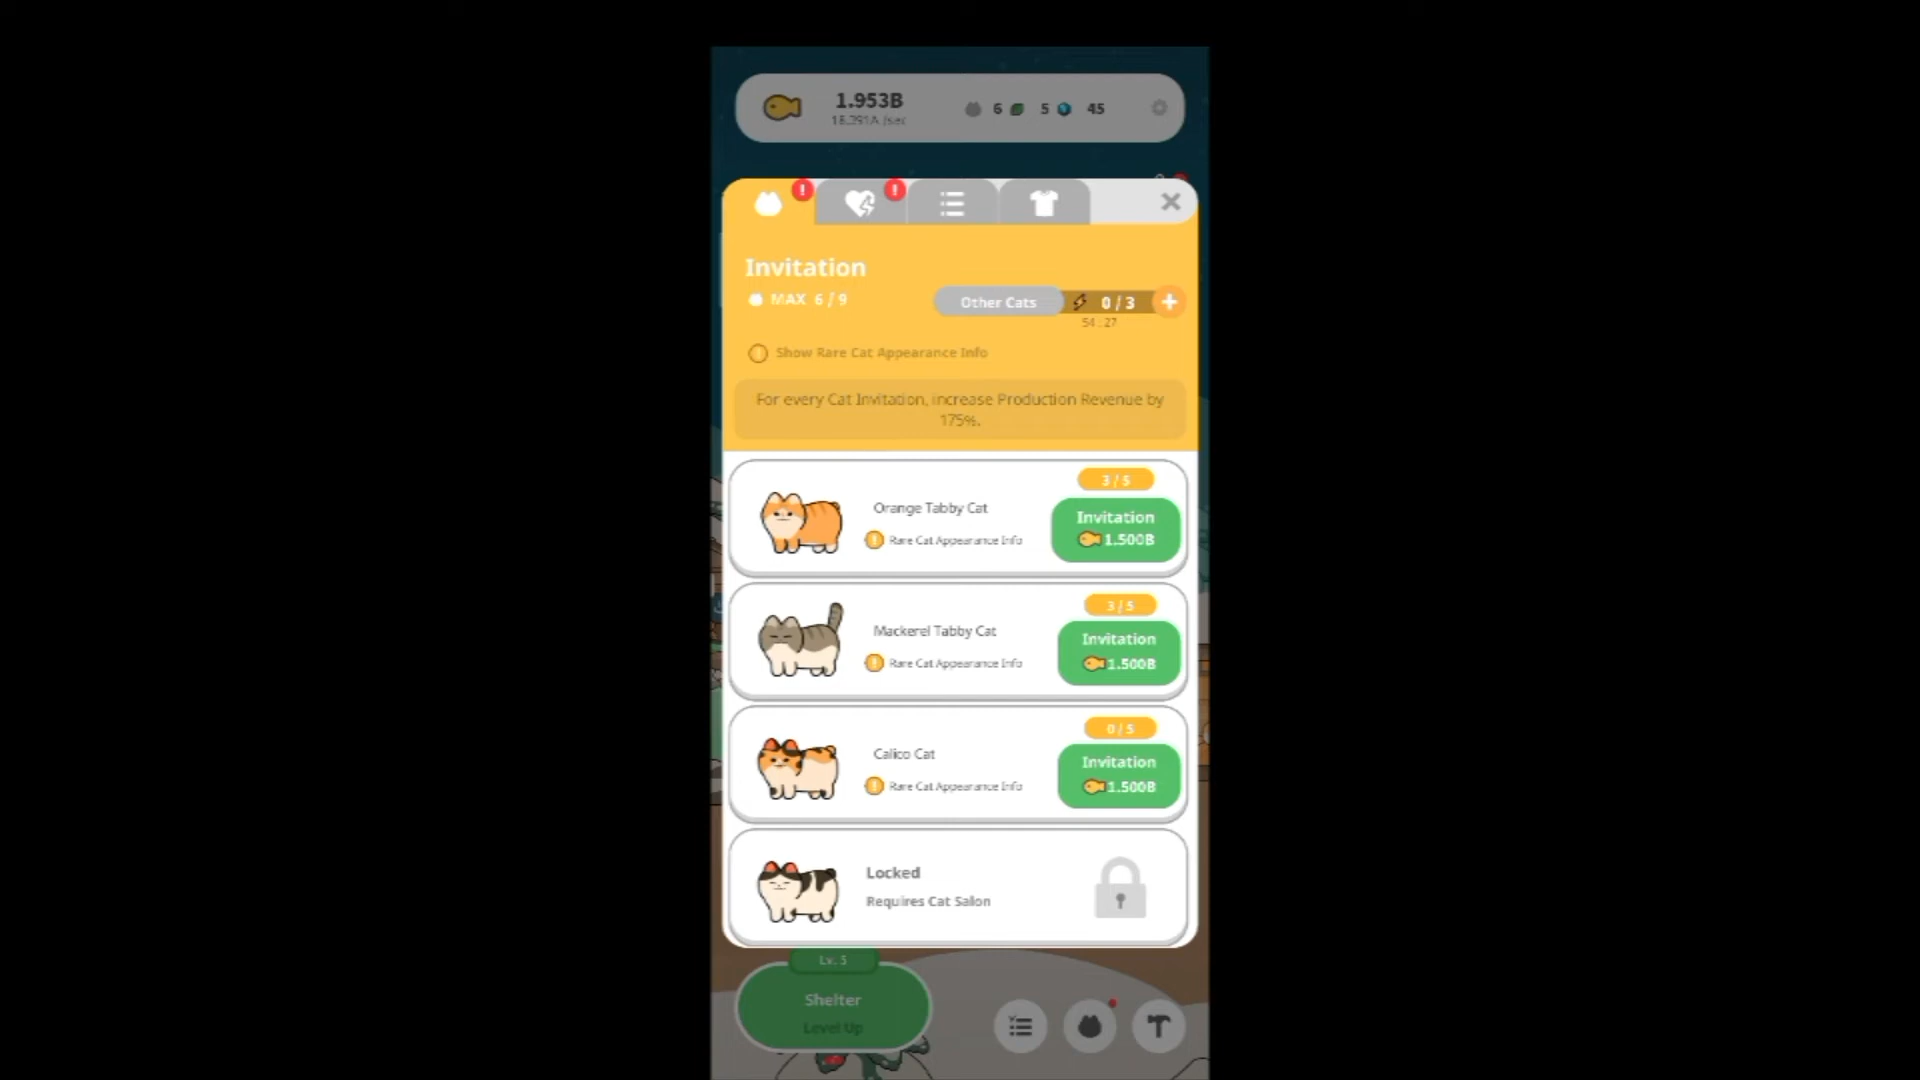 1.953B
18.291A /sec
6
5
45
Invitation
MAX 6 / 9
Other Cats
0 / 3
54 : 27
Show Rare Cat Appearance Info
For every Cat Invitation, increase Production Revenue by
175%.
3 / 5
Orange Tabby Cat
Invitation
Rare Cat Appearance Info
1.500B
3 / 5
Mackerel Tabby Cat
Invitation
Rare Cat Appearance Info
1.500B
0 / 5
Calico Cat
Invitation
Rare Cat Appearance Info
1.500B
Locked
Requires Cat Salon
Lv. 5
Shelter
Level Up